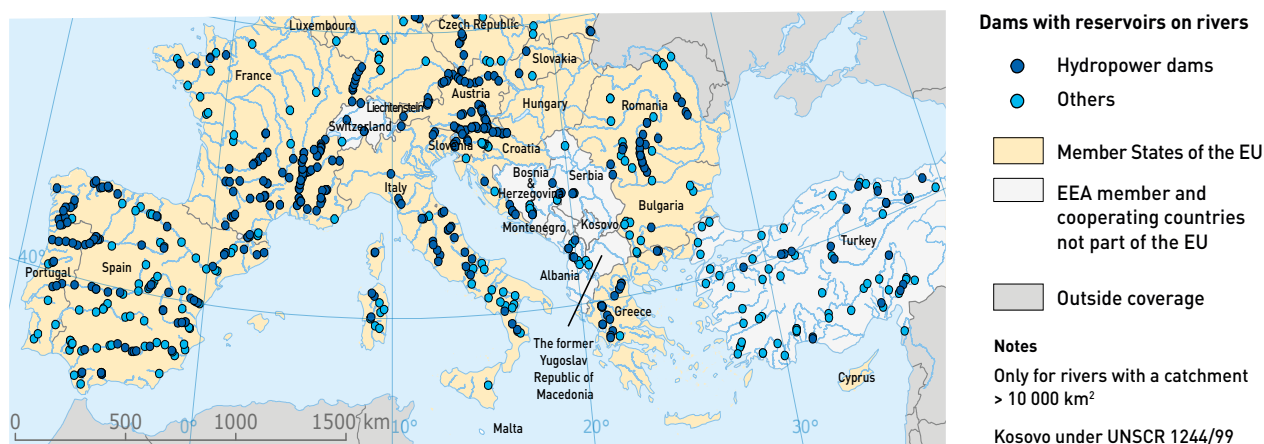 Luxembourg
Czech Republic
Slovakia
France
Austria
Liechtenstein
Hungary
Romania
Switzerland
Slovenia
Croatia
Italy
Bosnia
&
Herzegovina
Serbia
Bulgaria
Montenegro
Kosovo
Turkey
40°
Portugal
Spain
Albania
Greece
The former
Yugoslav
Republic of
Macedonia
Cyprus
Malta
0 500 1000 1500 km
10° 20° 30°
Dams with reservoirs on rivers
Hydropower dams
Others
Member States of the EU
EEA member and
cooperating countries
not part of the EU
Outside coverage
Notes
Only for rivers with a catchment
> 10 000 km²
Kosovo under UNSCR 1244/99